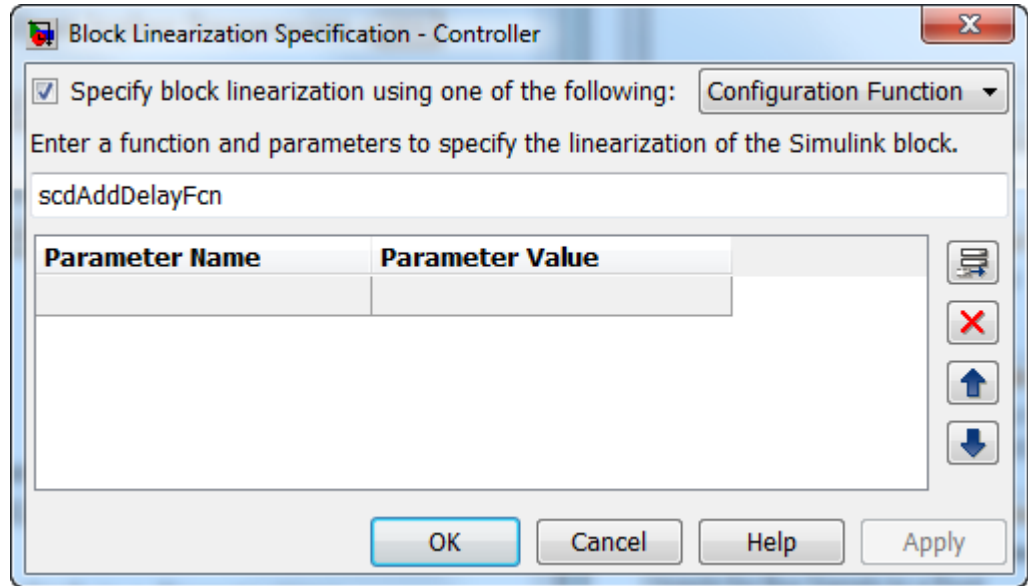 Block Linearization Specification - Controller
Specify block linearization using one of the following: Configuration Function
Enter a function and parameters to specify the linearization of the Simulink block.
scdAddDelayFcn
Parameter Name Parameter Value
OK Cancel Help Apply